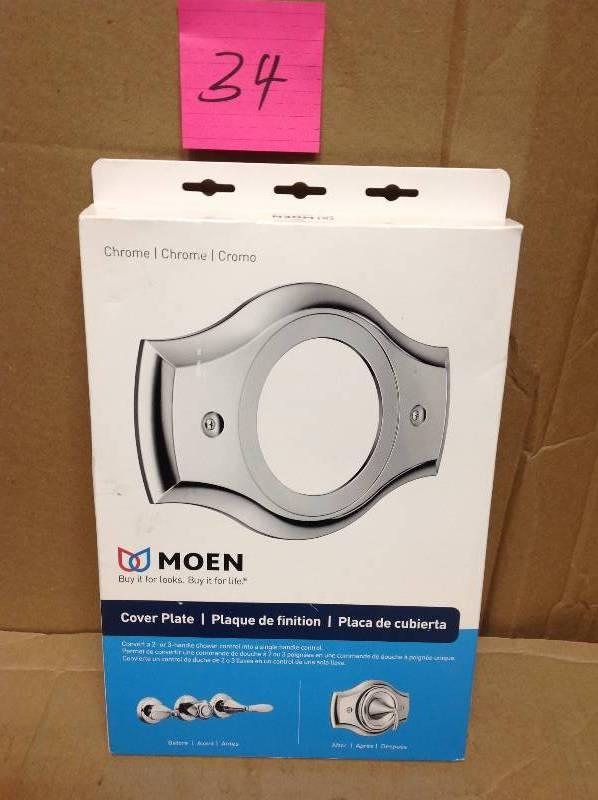 34
MOEN
Chrome | Chrome | Cromo
MOEN
Buy it for looks. Buy it for life.®
Cover Plate | Plaque de finition | Placa de cubierta
Convert a 2- or 3-handle shower control into a single handle control.
Permet de convertir une commande de douche à 2 ou 3 poignées en une commande de douche à poignée unique.
Convierte un control de ducha de 2 o 3 llaves en un control de una sola llave.
Before | Avant | Antes
After | Après | Después